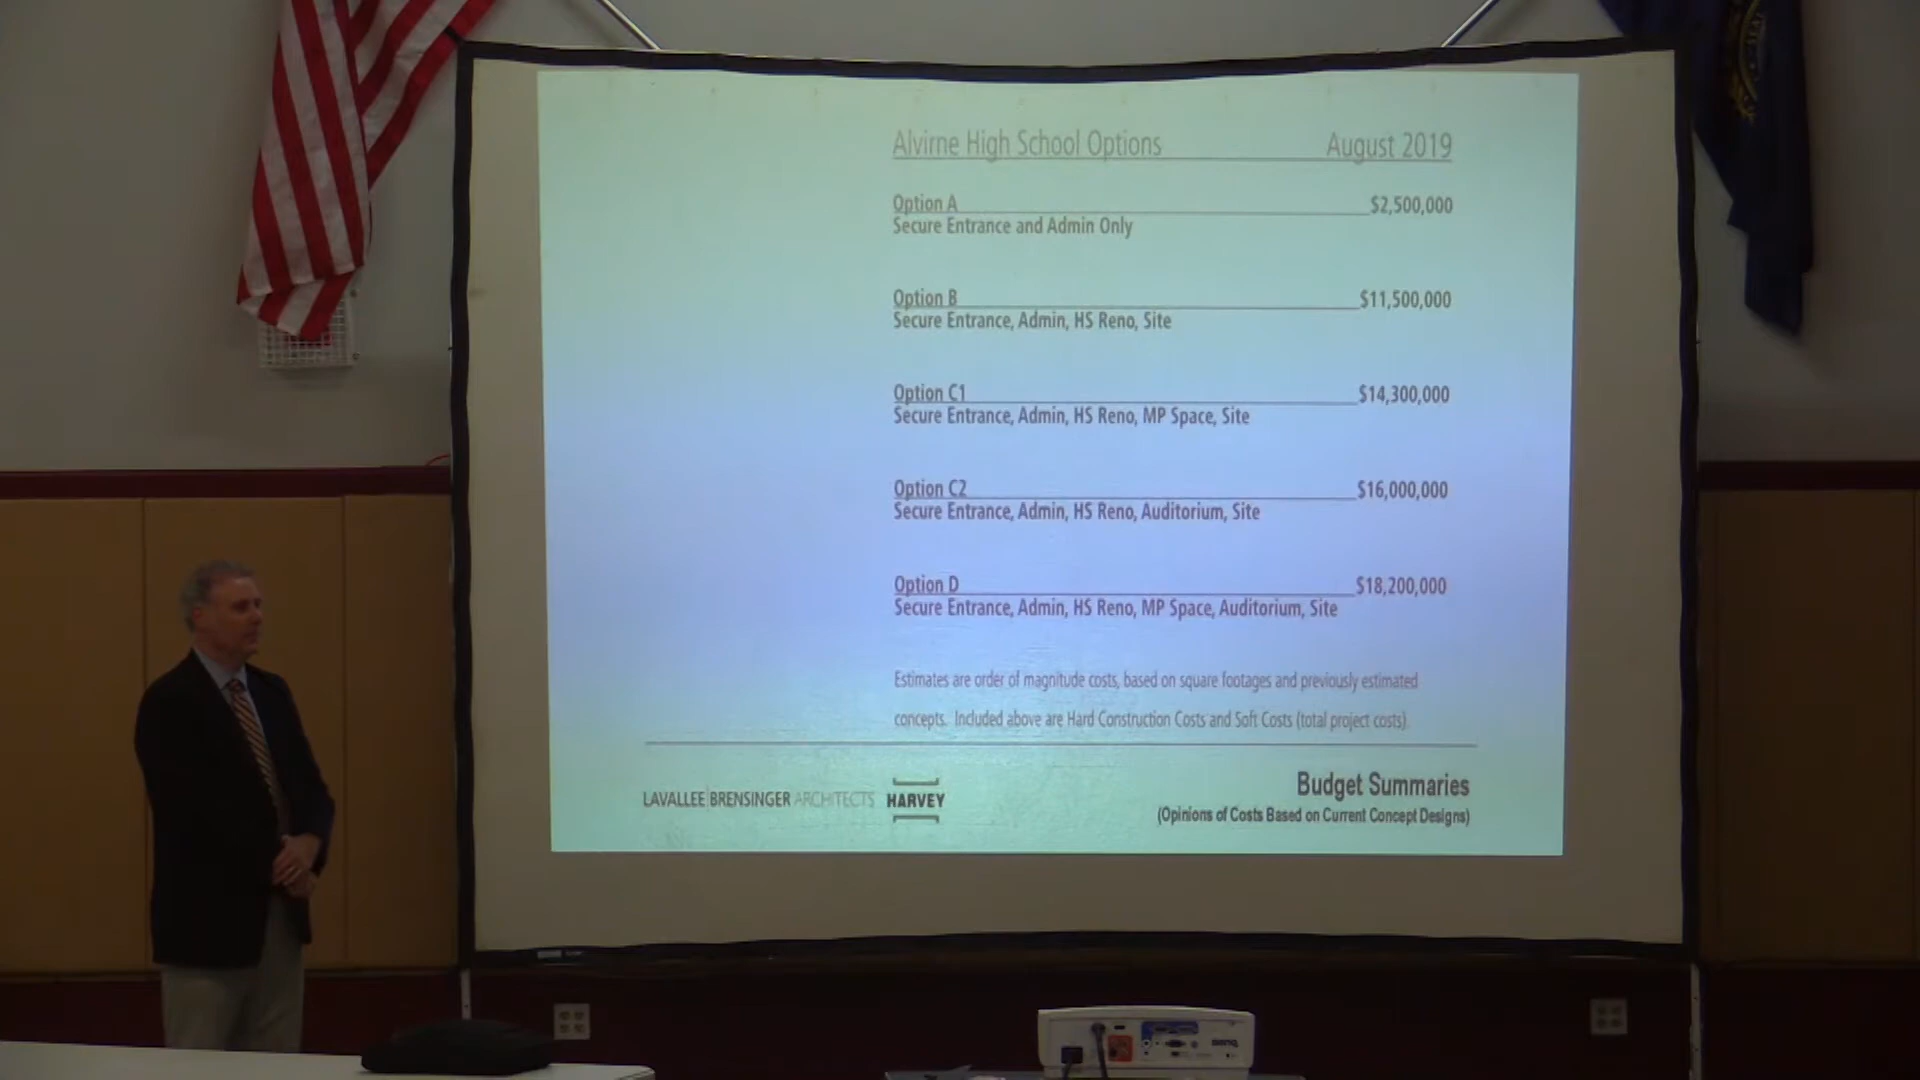 Alvirne High School Options August 2019
Option A $2,500,000
Secure Entrance and Admin Only
Option B $11,500,000
Secure Entrance, Admin, HS Reno, Site
Option C1 $14,300,000
Secure Entrance, Admin, HS Reno, MP Space, Site
Option C2 $16,000,000
Secure Entrance, Admin, HS Reno, Auditorium, Site
Option D $18,200,000
Secure Entrance, Admin, HS Reno, MP Space, Auditorium, Site
Estimates are order of magnitude costs, based on square footages and previously estimated
concepts. Included above are Hard Construction Costs and Soft Costs (total project costs).
LAVALLEE BRENSINGER ARCHITECTS HARVEY
Budget Summaries
(Opinions of Costs Based on Current Concept Designs)
BenQ